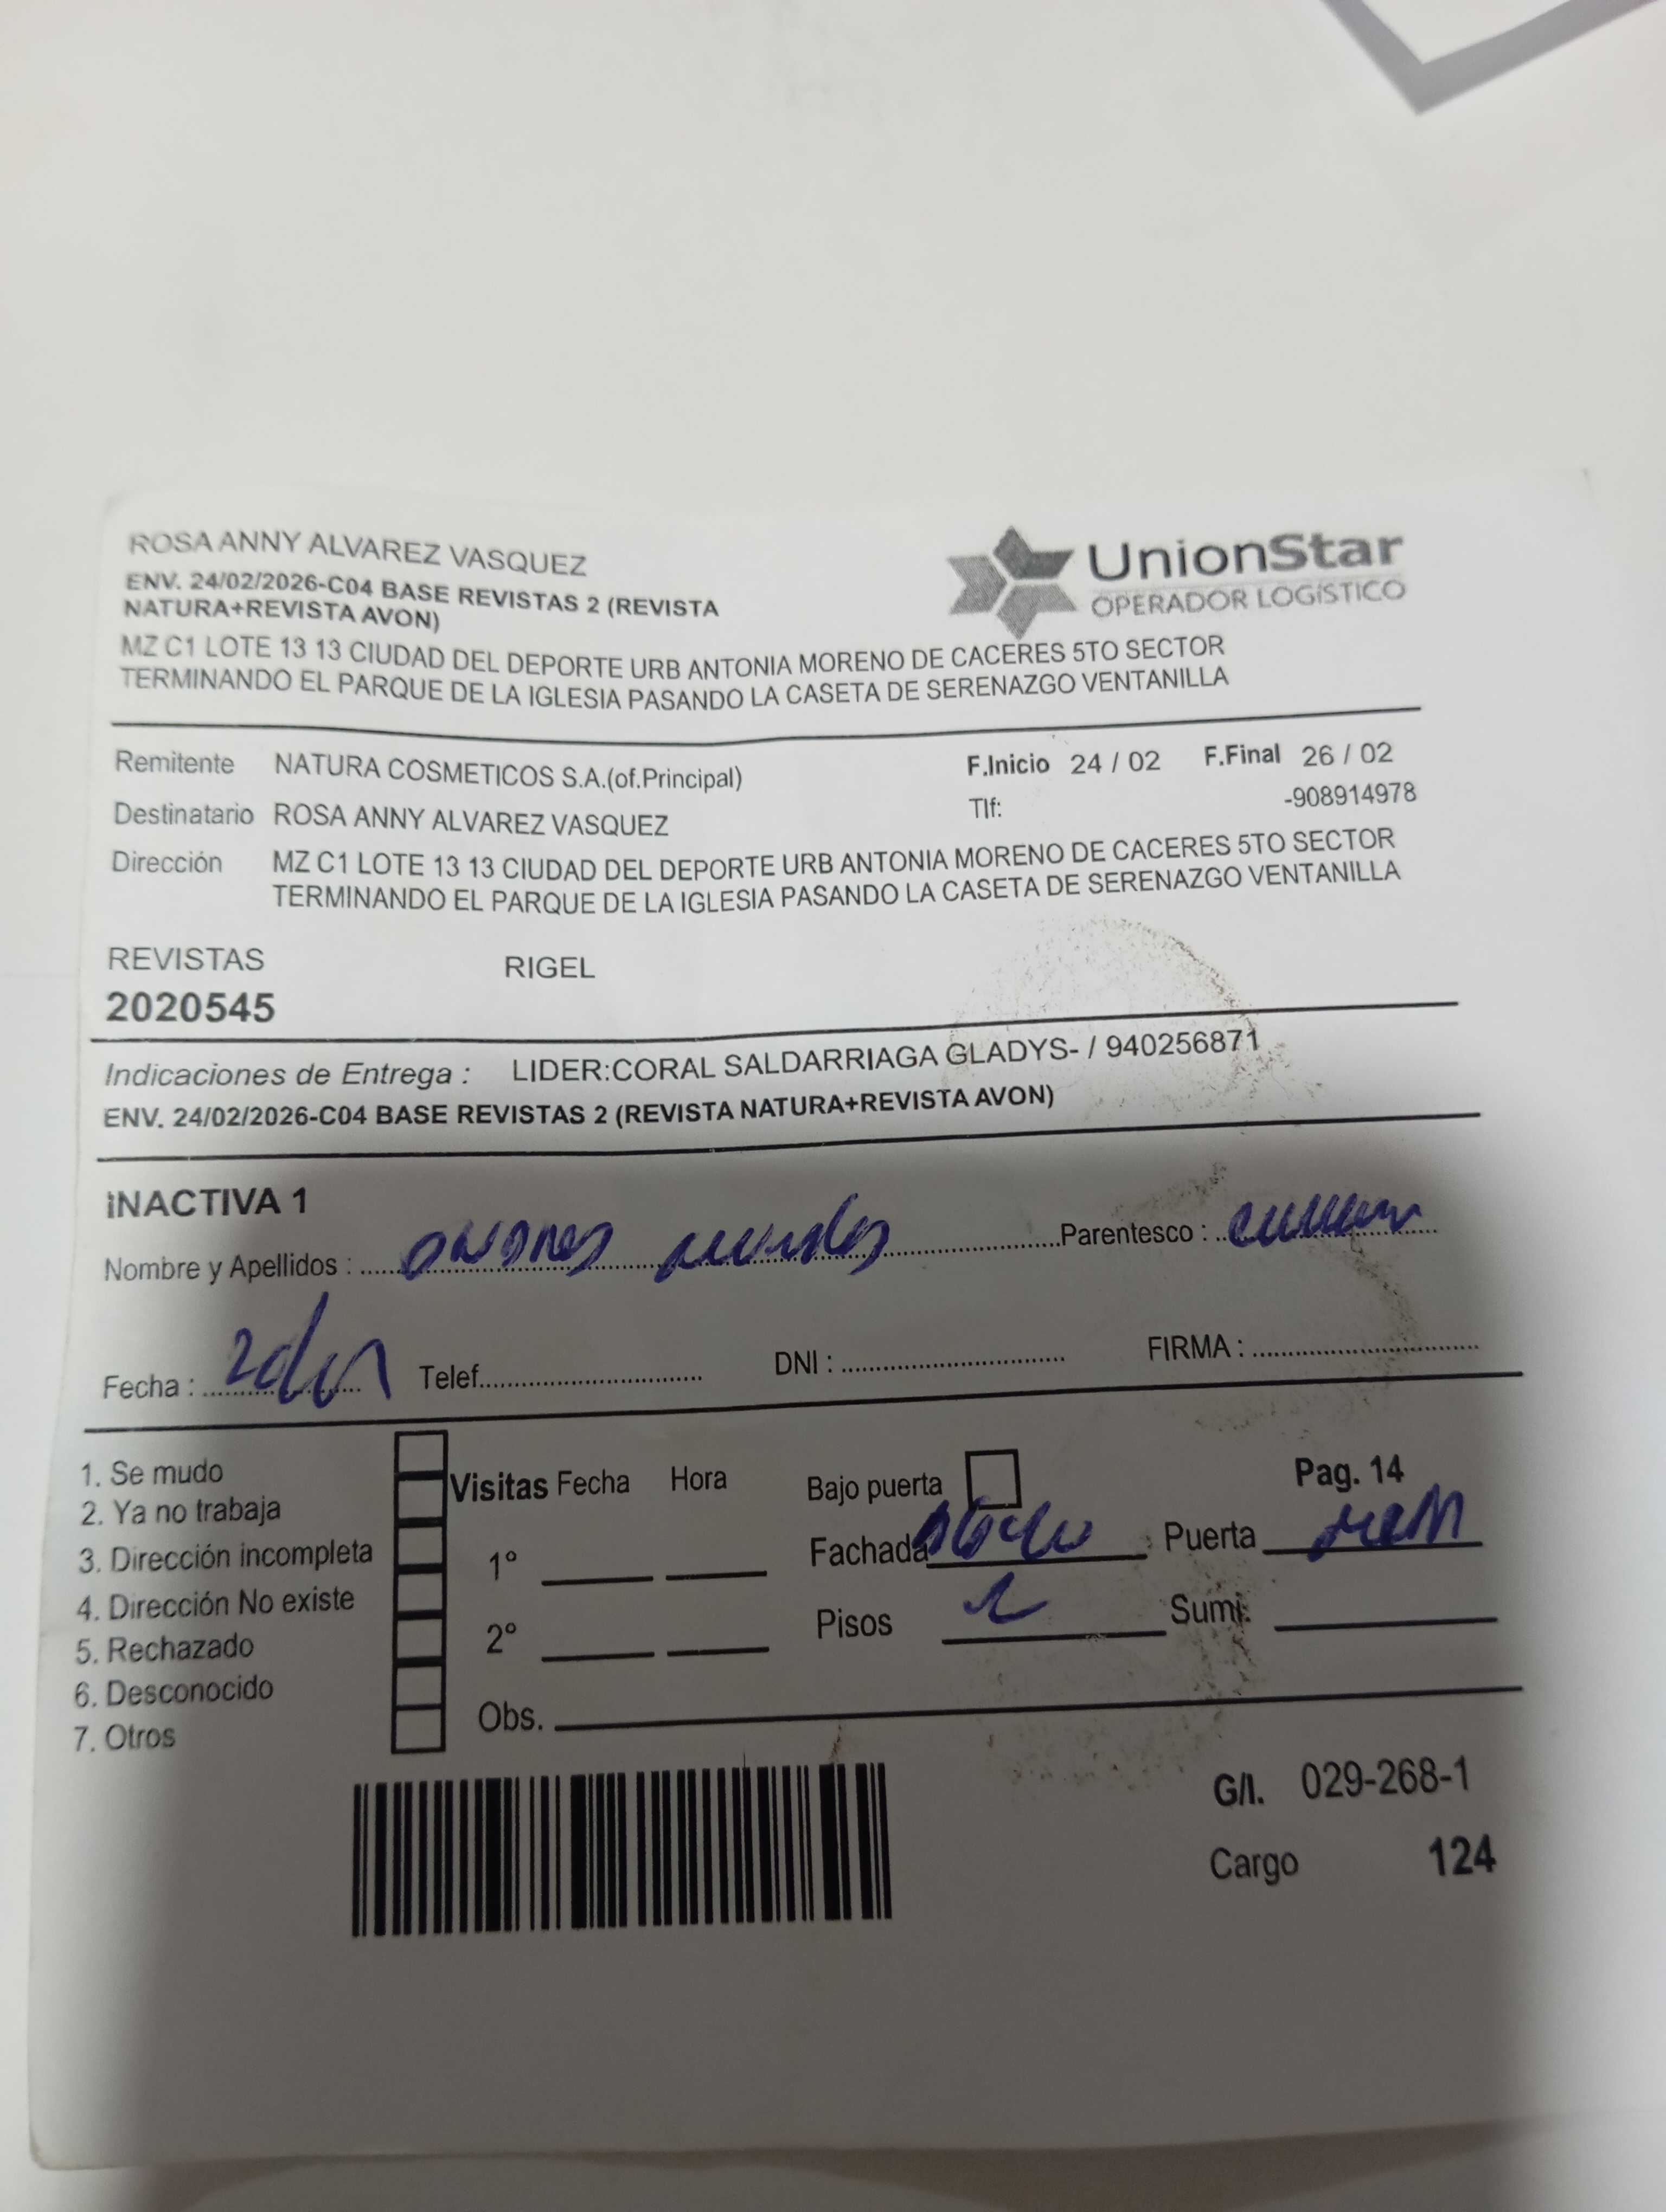 ROSA ANNY ALVAREZ VASQUEZ
ENV. 24/02/2026-C04 BASE REVISTAS 2 (REVISTA
NATURA+REVISTA AVON)
MZ C1 LOTE 13 13 CIUDAD DEL DEPORTE URB ANTONIA MORENO DE CACERES 5TO SECTOR
TERMINANDO EL PARQUE DE LA IGLESIA PASANDO LA CASETA DE SERENAZGO VENTANILLA
UnionStar
OPERADOR LOGÍSTICO
Remitente NATURA COSMETICOS S.A.(of.Principal) F.Inicio 24 / 02 F.Final 26 / 02
Destinatario ROSA ANNY ALVAREZ VASQUEZ Tlf: -908914978
Dirección MZ C1 LOTE 13 13 CIUDAD DEL DEPORTE URB ANTONIA MORENO DE CACERES 5TO SECTOR
TERMINANDO EL PARQUE DE LA IGLESIA PASANDO LA CASETA DE SERENAZGO VENTANILLA
REVISTAS RIGEL
2020545
Indicaciones de Entrega : LIDER:CORAL SALDARRIAGA GLADYS- / 940256871
ENV. 24/02/2026-C04 BASE REVISTAS 2 (REVISTA NATURA+REVISTA AVON)
iNACTIVA 1
Nombre y Apellidos : Parentesco :
Fecha : Telef. DNI : FIRMA :
1. Se mudo
2. Ya no trabaja
3. Dirección incompleta
4. Dirección No existe
5. Rechazado
6. Desconocido
7. Otros
Visitas Fecha Hora
1°
2°
Obs.
Bajo puerta Pag. 14
Fachada Puerta
Pisos Sumi:
G/I. 029-268-1
Cargo 124